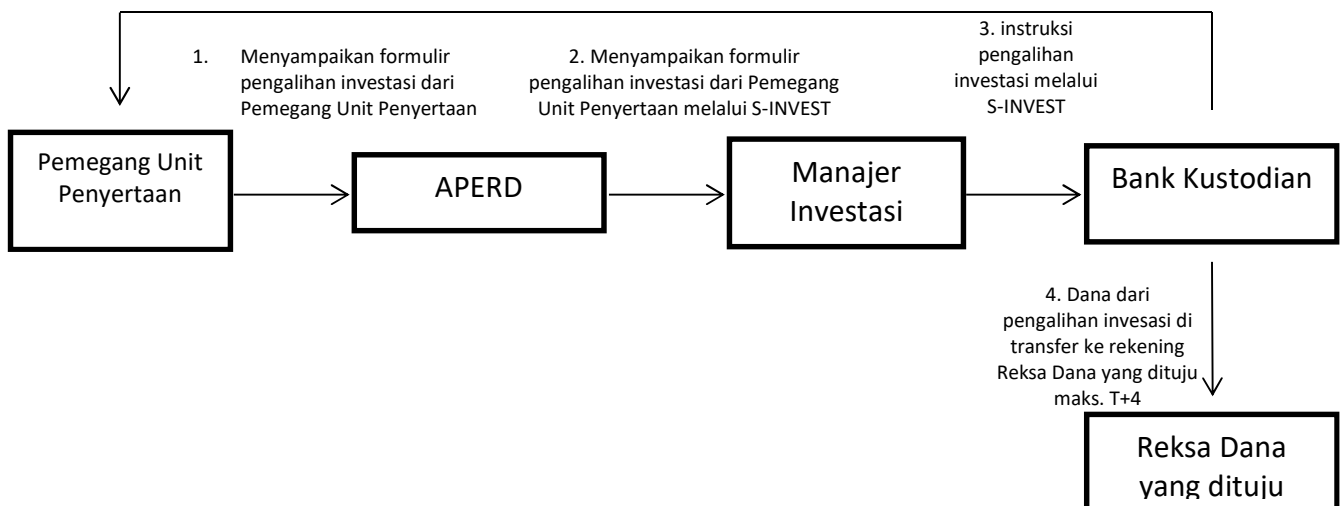 1. Menyampaikan formulir
pengalihan investasi dari
Pemegang Unit Penyertaan
2. Menyampaikan formulir
pengalihan investasi dari Pemegang
Unit Penyertaan melalui S-INVEST
3. instruksi
pengalihan
investasi melalui
S-INVEST
Pemegang Unit
Penyertaan
APERD
Manajer
Investasi
Bank Kustodian
4. Dana dari
pengalihan invesasi di
transfer ke rekening
Reksa Dana yang dituju
maks. T+4
Reksa Dana
yang dituju